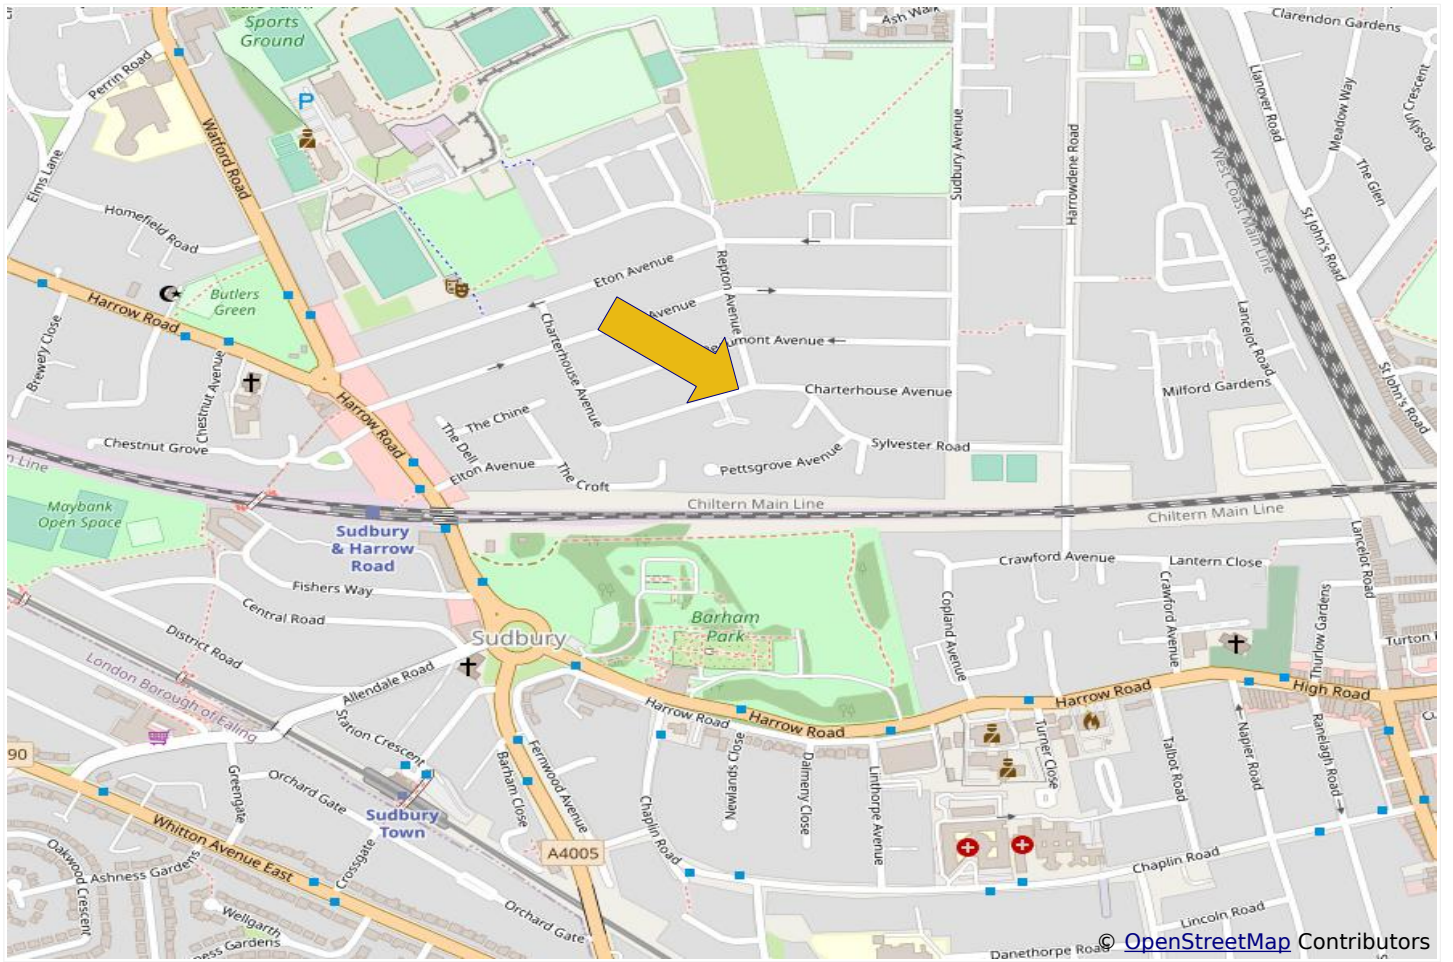 Sports
Ground
Ash Walk
Clarendon Gardens
Perrin Road
Llanover Road
Meadow Way
Rosslyn Crescent
P
Watford Road
Sudbury Avenue
Harrowdene Road
West Coast Main Line
The Glen
Elms Lane
Homefield Road
St John's Road
Repton Avenue
Eton Avenue
Butlers
Green
Harrow Road
Avenue
Lancelot Road
Brewery Close
Charterhouse Avenue
umont Avenue
Charterhouse Avenue
Milford Gardens
St John's Road
Chestnut Avenue
Harrow Road
The Chine
The Dell
Chestnut Grove
Sylvester Road
Elton Avenue
The Croft
Pettsgrove Avenue
n Line
Chiltern Main Line
Chiltern Main Line
Maybank
Open Space
Sudbury
& Harrow
Road
Lancelot Road
Crawford Avenue
Lantern Close
Fishers Way
Central Road
Barham
Park
Copland Avenue
Crawford Avenue
Thurlow Gardens
District Road
Sudbury
Turton
London Borough of Ealing
Allendale Road
Harrow Road
High Road
Harrow Road
Harrow Road
Station Crescent
Turner Close
Napier Road
Ranelagh Road
90
Greengate
Orchard Gate
Barham Close
Fernwood Avenue
Newlands Close
Dalmeny Close
Linthorpe Avenue
Talbot Road
Sudbury
Town
Whitton Avenue East
Chaplin Road
A4005
Chaplin Road
Oakwood Crescent
Ashness Gardens
Crossgate
Wellgarth
Orchard Gate
Lincoln Road
ness Gardens
Danethorpe Road
© OpenStreetMap Contributors